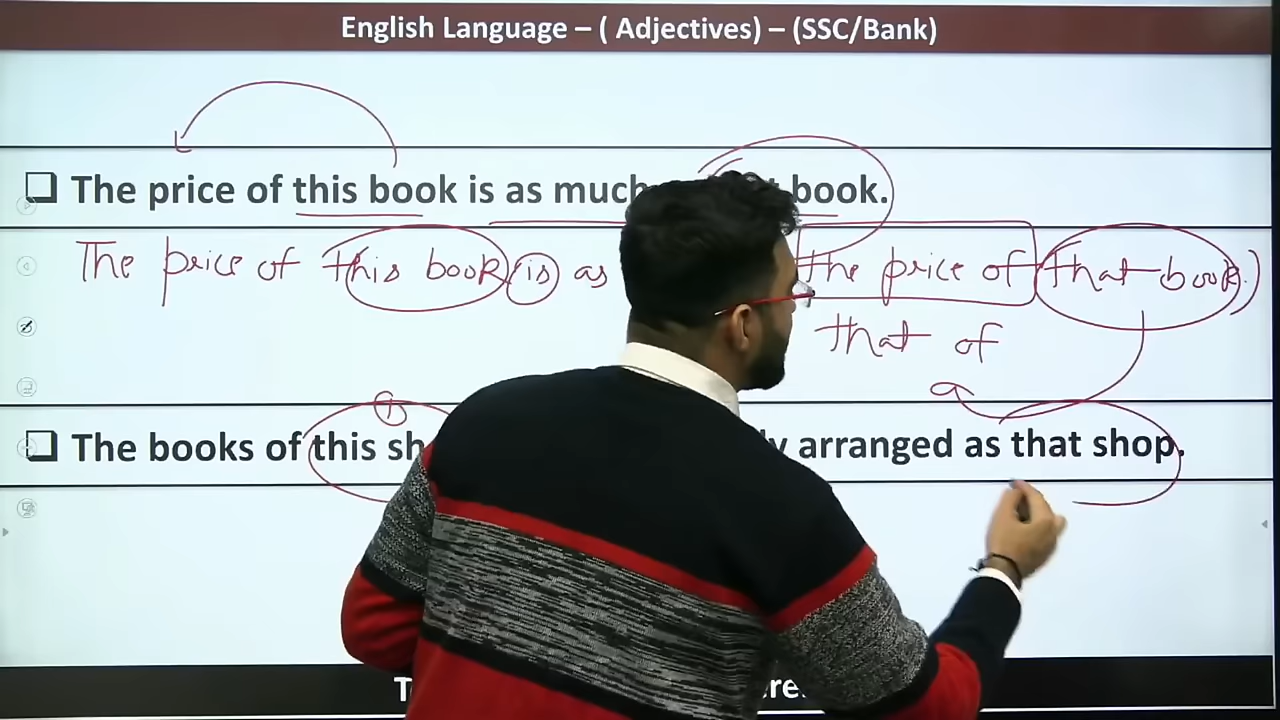 English Language – ( Adjectives) – (SSC/Bank)
❑ The price of this book is as much book.
The price of this book is as the price of that book.)
that of
1
❑ The books of this sh arranged as that shop.